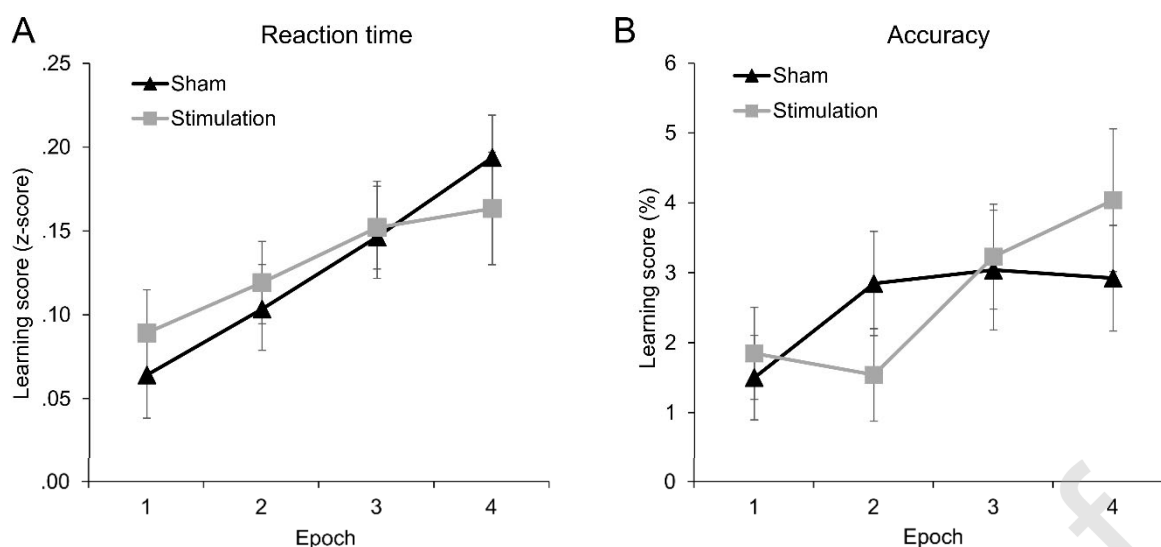 A
Reaction time
.25
.20
.15
.10
.05
.00
Learning score (z-score)
Sham
Stimulation
1 2 3 4
Epoch
B
Accuracy
6
5
4
3
2
1
0
Learning score (%)
Sham
Stimulation
1 2 3 4
Epoch
f